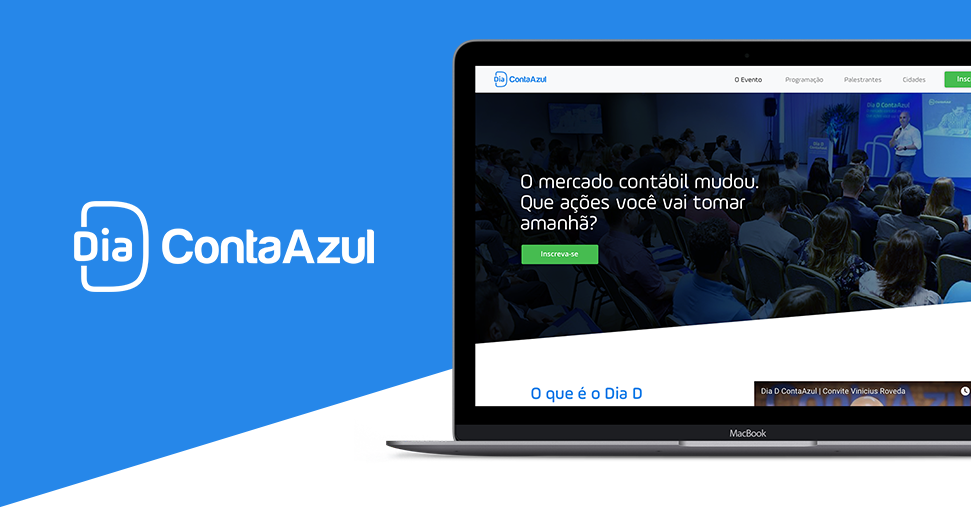 Dia ContaAzul
Dia ContaAzul
O Evento
Programação
Palestrantes
Cidades
Insc
Dia D ContaAzul
O mercado contábil mudou.
Que ações você vai tomar
amanhã?
Inscreva-se
O que é o Dia D
Dia D ContaAzul | Convite Vinicius Roveda
MacBook